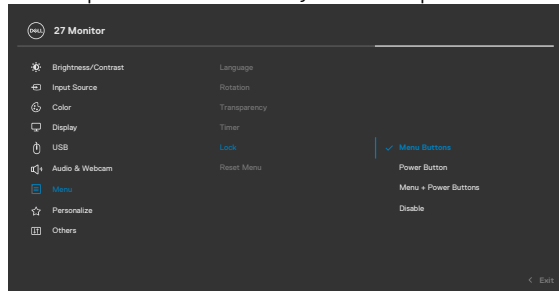 DELL
27 Monitor
Brightness/Contrast
Input Source
Color
Display
USB
Audio & Webcam
Menu
Personalize
Others
Language
Rotation
Transparency
Timer
Lock
Reset Menu
Menu Buttons
Power Button
Menu + Power Buttons
Disable
Exit